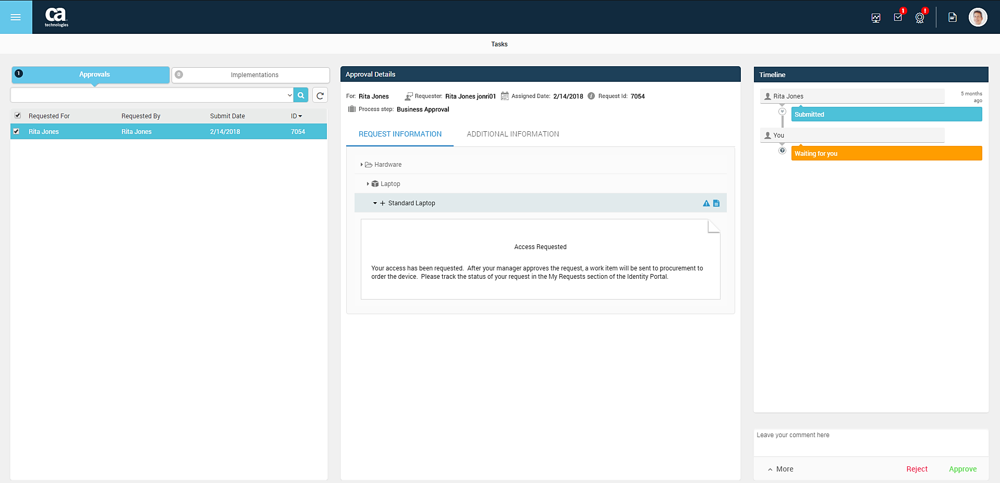 ca
technologies
1
!
Tasks
1 Approvals
0 Implementations
Requested For Requested By Submit Date ID
Rita Jones Rita Jones 2/14/2018 7054
Approval Details
For: Rita Jones Requester: Rita Jones jonri01 Assigned Date: 2/14/2018 Request Id: 7054
Process step: Business Approval
REQUEST INFORMATION ADDITIONAL INFORMATION
Hardware
Laptop
Standard Laptop
Access Requested
Your access has been requested. After your manager approves the request, a work item will be sent to procurement to
order the device. Please track the status of your request in the My Requests section of the Identity Portal.
Timeline
Rita Jones
5 months
ago
Submitted
You
Waiting for you
Leave your comment here
More Reject Approve